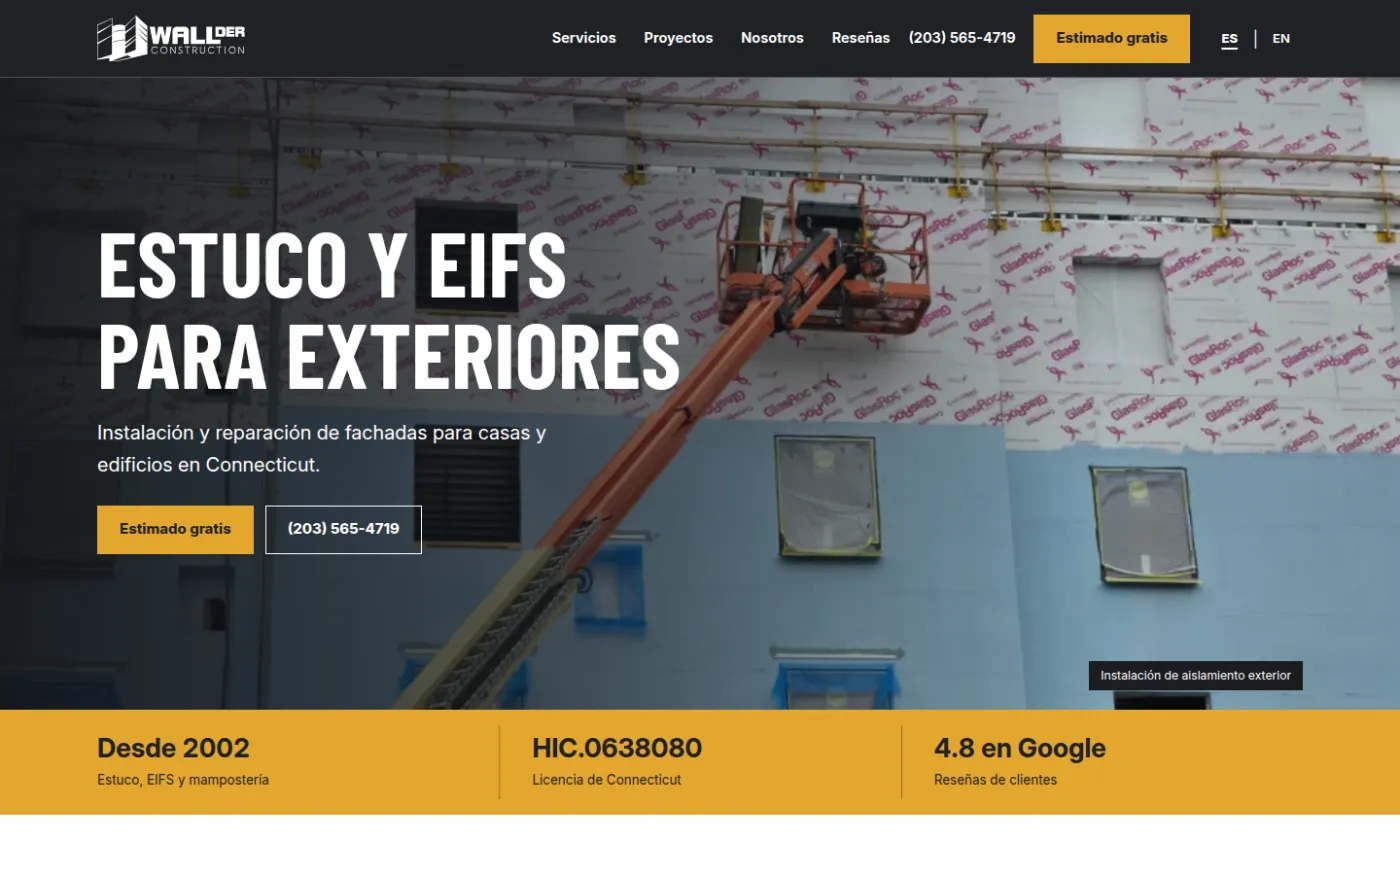 WALLDER
CONSTRUCTION
Servicios
Proyectos
Nosotros
Reseñas
(203) 565-4719
Estimado gratis
ES
EN
ESTUCO Y EIFS
PARA EXTERIORES
Instalación y reparación de fachadas para casas y
edificios en Connecticut.
Estimado gratis
(203) 565-4719
GlasRoc
Instalación de aislamiento exterior
Desde 2002
Estuco, EIFS y mampostería
HIC.0638080
Licencia de Connecticut
4.8 en Google
Reseñas de clientes